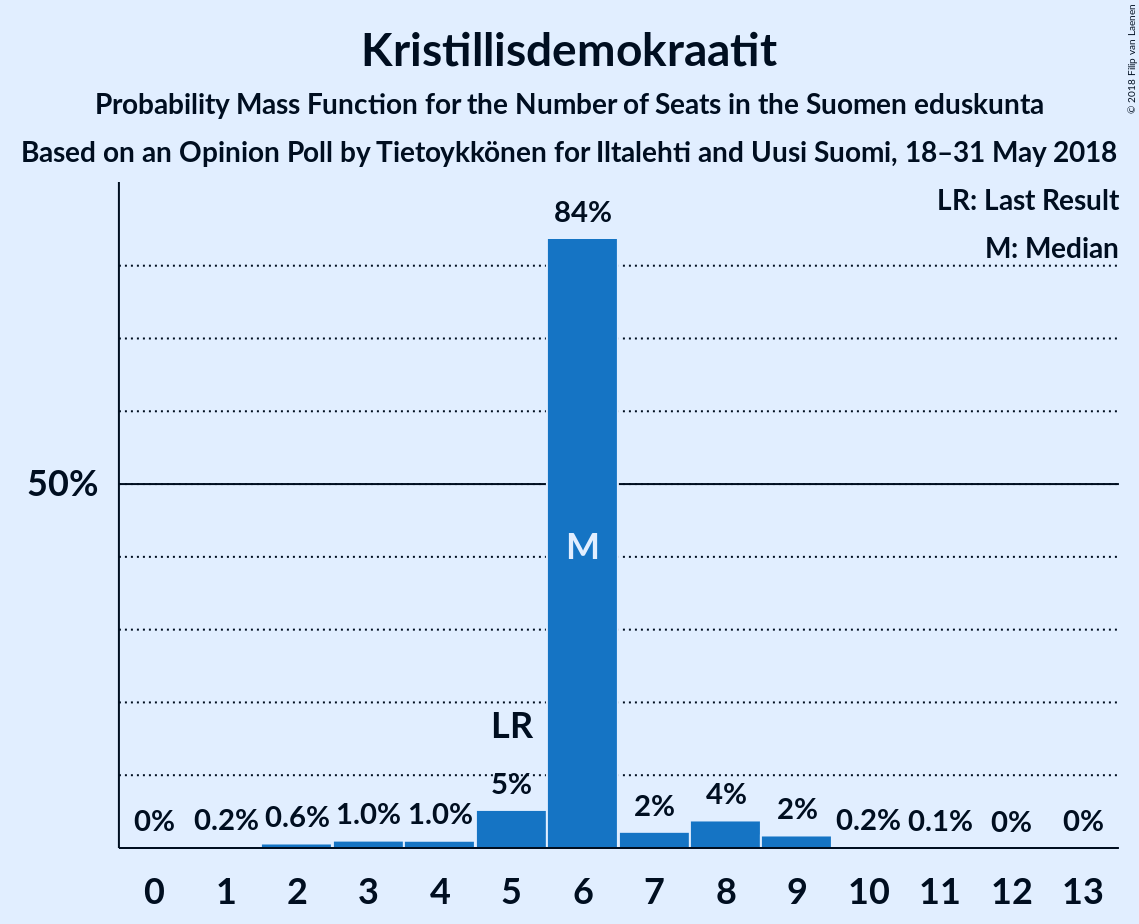 Kristillisdemokraatit
Probability Mass Function for the Number of Seats in the Suomen eduskunta
Based on an Opinion Poll by Tietoykkönen for Iltalehti and Uusi Suomi, 18–31 May 2018
© 2018 Filip van Laenen
LR: Last Result
M: Median
84%
50%
M
LR
0% 0.2% 0.6% 1.0% 1.0% 5% 2% 4% 2% 0.2% 0.1% 0% 0%
0 1 2 3 4 5 6 7 8 9 10 11 12 13